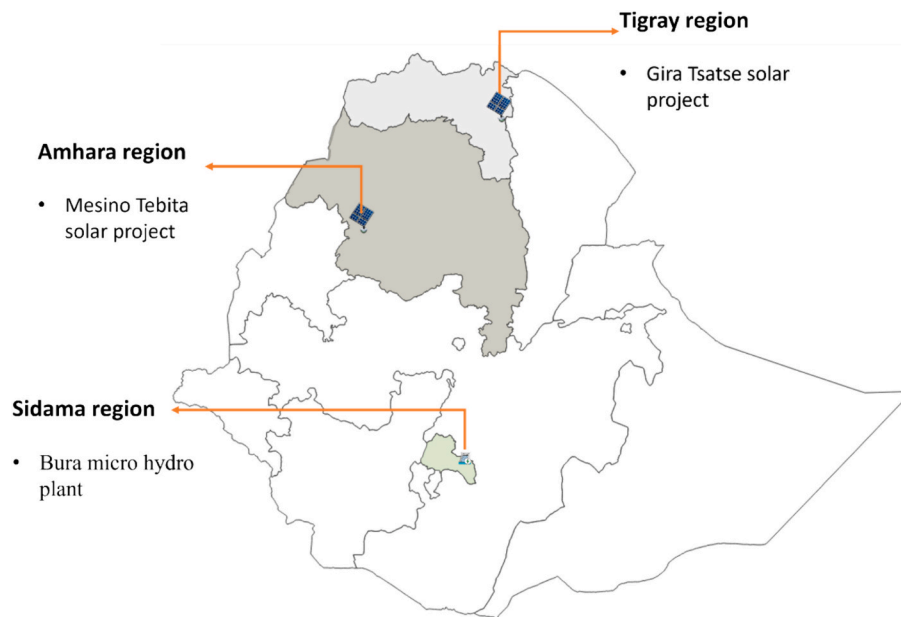 Tigray region
• Gira Tsatse solar
project
Amhara region
• Mesino Tebita
solar project
Sidama region
• Bura micro hydro
plant